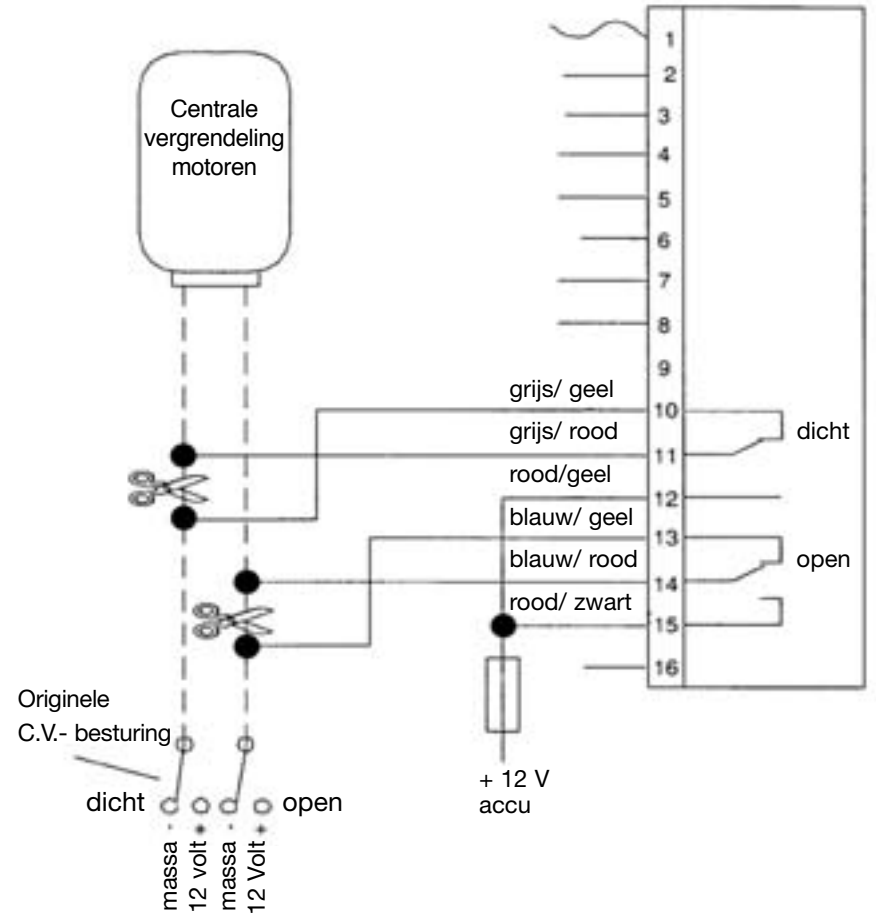 Centrale
vergrendeling
motoren
1
2
3
4
5
6
7
8
9
grijs/ geel
10
grijs/ rood
11
dicht
rood/geel
12
blauw/ geel
13
blauw/ rood
14
open
rood/ zwart
15
16
Originele
C.V.- besturing
dicht
open
massa -
12 volt +
massa -
12 Volt +
+ 12 V
accu